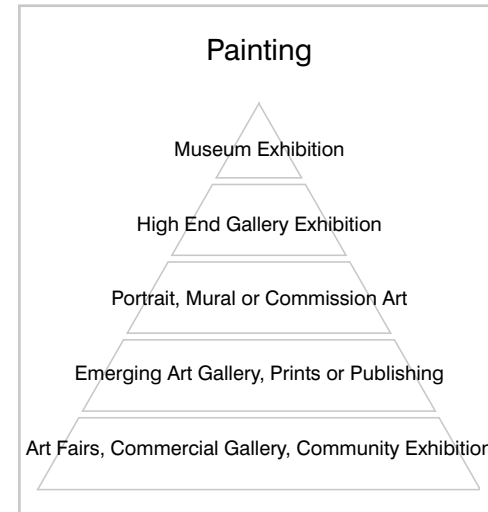 Painting
Museum Exhibition
High End Gallery Exhibition
Portrait, Mural or Commission Art
Emerging Art Gallery, Prints or Publishing
Art Fairs, Commercial Gallery, Community Exhibition